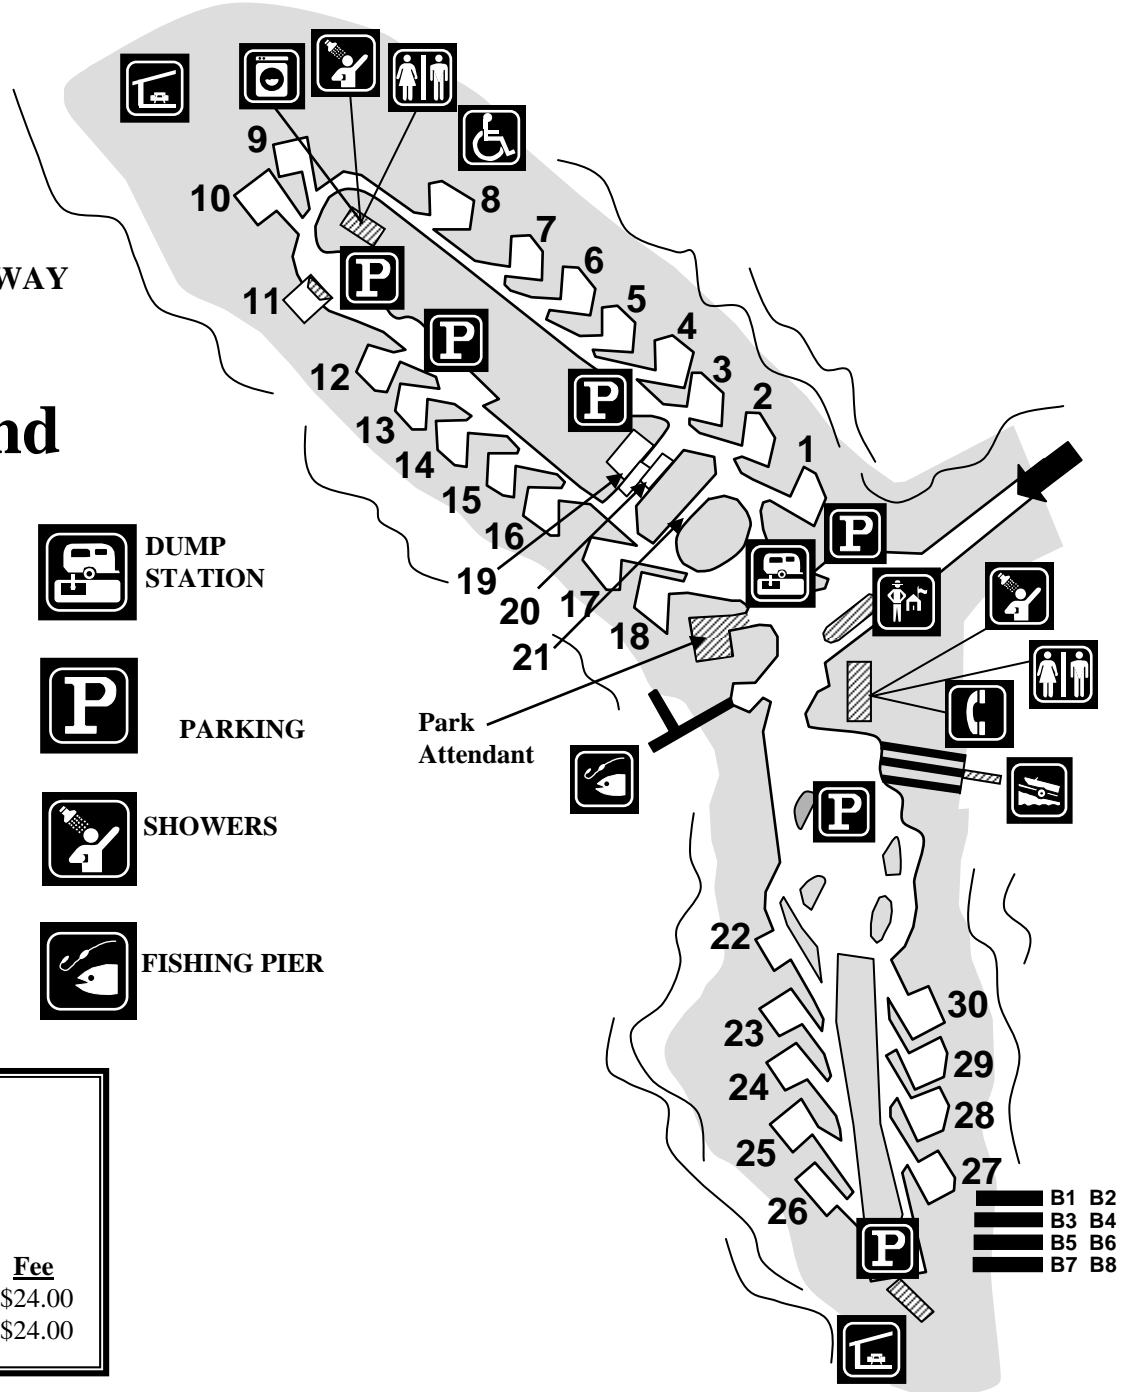 WAY
nd
DUMP
STATION
P
PARKING
SHOWERS
FISHING PIER
Fee
$24.00
$24.00
9
10
8
7
6
5
4
3
2
1
11
12
13
14
15
16
17
18
19
20
21
P
P
P
P
Park
Attendant
P
22
23
24
25
26
30
29
28
27
P
B1 B2
B3 B4
B5 B6
B7 B8